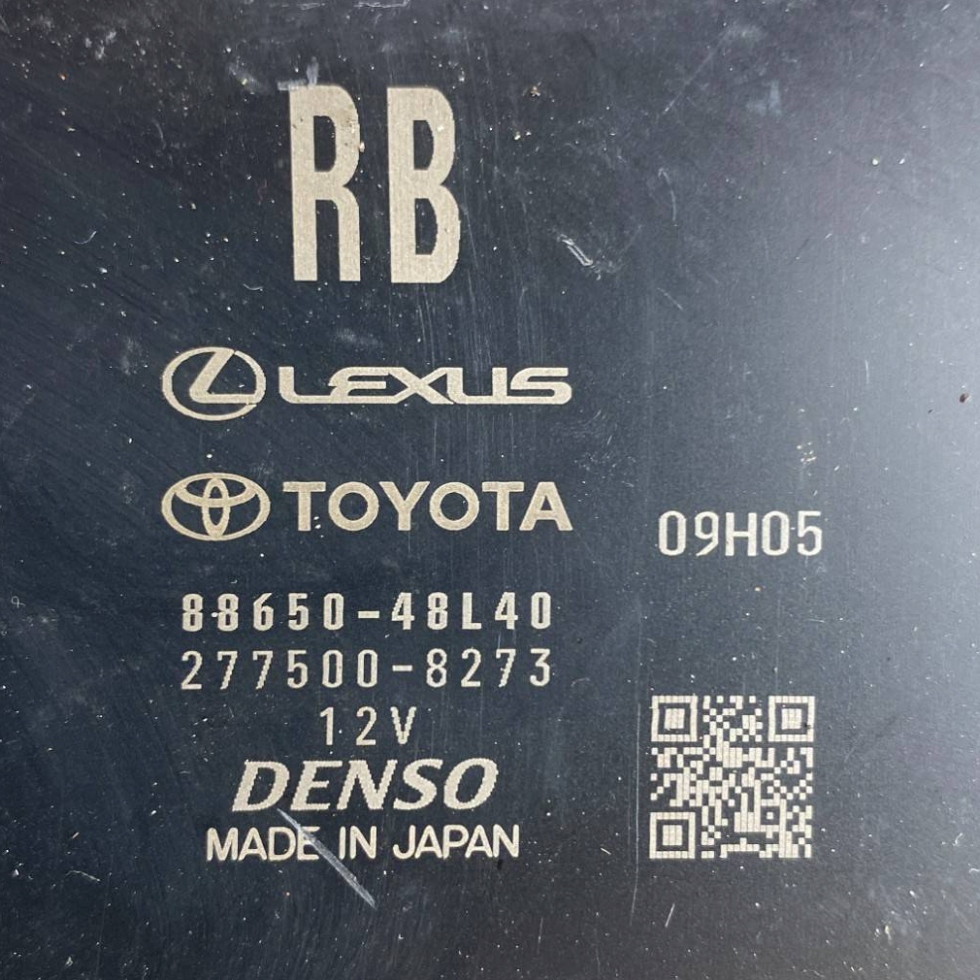 RB
LEXUS
TOYOTA
09H05
88650-48L40
277500-8273
12V
DENSO
MADE IN JAPAN